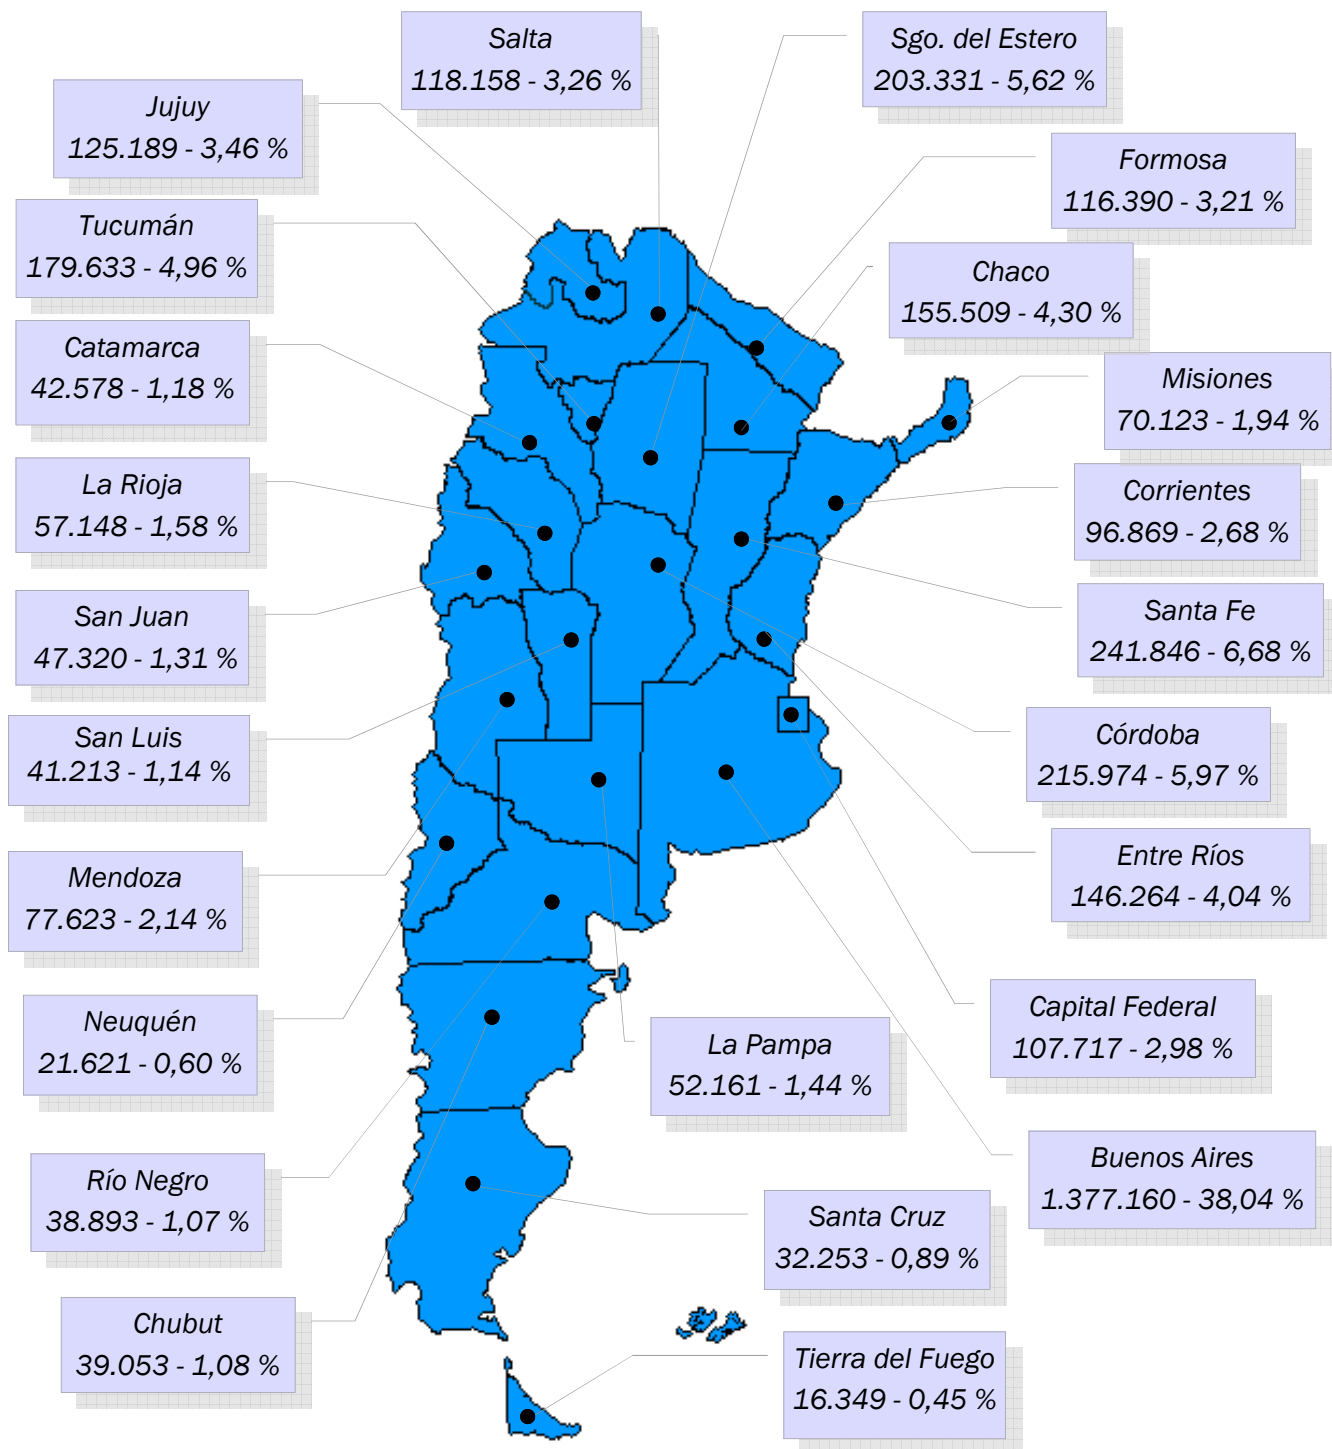 Salta
118.158 - 3,26 %
Sgo. del Estero
203.331 - 5,62 %
Jujuy
125.189 - 3,46 %
Formosa
116.390 - 3,21 %
Tucumán
179.633 - 4,96 %
Chaco
155.509 - 4,30 %
Catamarca
42.578 - 1,18 %
Misiones
70.123 - 1,94 %
La Rioja
57.148 - 1,58 %
Corrientes
96.869 - 2,68 %
San Juan
47.320 - 1,31 %
Santa Fe
241.846 - 6,68 %
San Luis
41.213 - 1,14 %
Córdoba
215.974 - 5,97 %
Mendoza
77.623 - 2,14 %
Entre Ríos
146.264 - 4,04 %
Neuquén
21.621 - 0,60 %
Capital Federal
107.717 - 2,98 %
La Pampa
52.161 - 1,44 %
Río Negro
38.893 - 1,07 %
Buenos Aires
1.377.160 - 38,04 %
Santa Cruz
32.253 - 0,89 %
Chubut
39.053 - 1,08 %
Tierra del Fuego
16.349 - 0,45 %